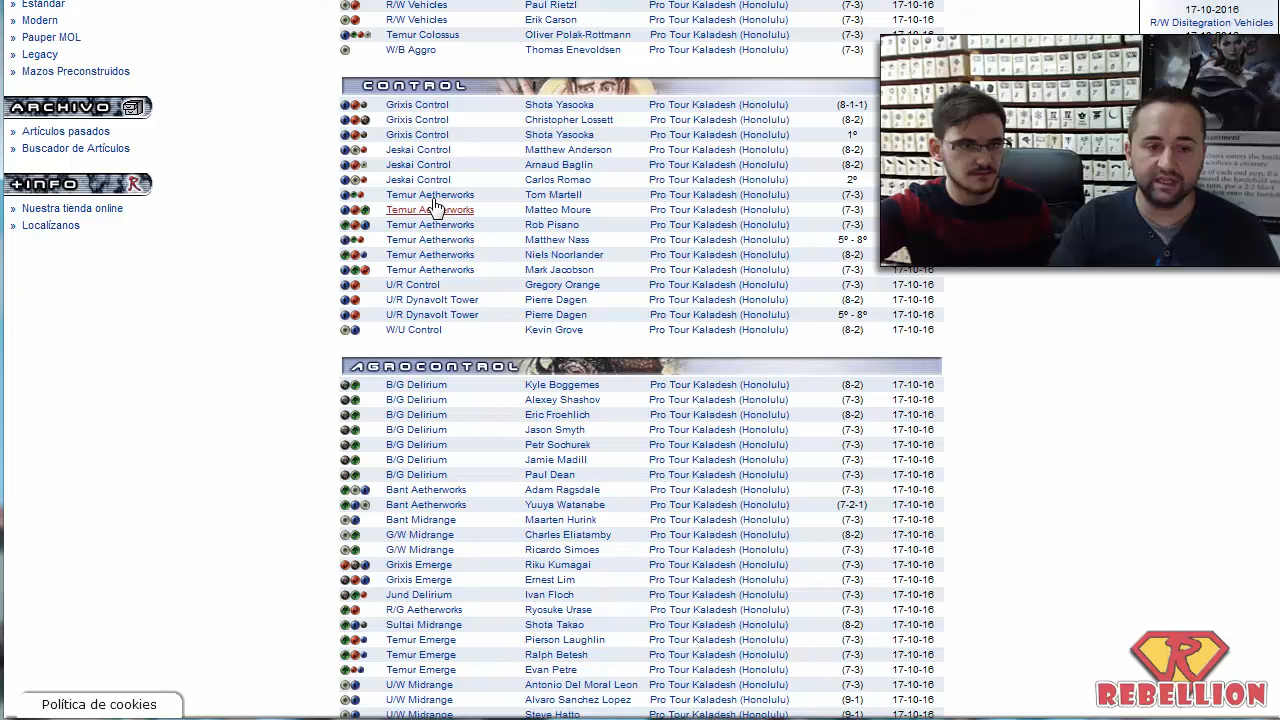 Estándar
Modern
Pauper MOL
Legacy
Mazos Preconstruidos
ARCHIVO
Artículos pasados
Buscador de Artículos
+INFO
Nuestra tienda online
Localízanos
R/W Vehicles Paul Rietzl Pro Tour Kaladesh (Honolulu) (7-3) 17-10-16
R/W Vehicles Erik Carson Pro Tour Kaladesh (Honolulu) (7-3) 17-10-16
Temur Colossus Oliver Polak-Rottmann Pro Tour Kaladesh (Honolulu) (7-3) 17-10-16
W/B Aggro Thomas Enevoldsen Pro Tour Kaladesh (Honolulu) (7-3)
CONTROL
Grixis Control Shota Yasooka Pro Tour Kaladesh (Honolulu) (8-1-1)
Grixis Control Christopher Lossett Pro Tour Kaladesh (Honolulu) (8-2)
Grixis Control Shota Yasooka Pro Tour Kaladesh (Honolulu) 1º
Jeskai Control Matthew Anderson Pro Tour Kaladesh (Honolulu) (8-2)
Jeskai Control Arnaud Baglin Pro Tour Kaladesh (Honolulu) (8-2)
Jeskai Control Pro Tour Kaladesh (Honolulu) (7-3)
Temur Aetherworks Tom Martell Pro Tour Kaladesh (Honolulu)
Temur Aetherworks Matteo Moure Pro Tour Kaladesh (Honolulu) (7-3)
Temur Aetherworks Rob Pisano Pro Tour Kaladesh (Honolulu) (7-3)
Temur Aetherworks Matthew Nass Pro Tour Kaladesh (Honolulu) 5º - 8º
Temur Aetherworks Niels Noorlander Pro Tour Kaladesh (Honolulu) (8-2)
Temur Aetherworks Mark Jacobson Pro Tour Kaladesh (Honolulu) (7-3) 17-10-16
U/R Control Gregory Orange Pro Tour Kaladesh (Honolulu) (7-3) 17-10-16
U/R Dynavolt Tower Pierre Dagen Pro Tour Kaladesh (Honolulu) (8-2) 17-10-16
U/R Dynavolt Tower Pierre Dagen Pro Tour Kaladesh (Honolulu) 5º - 8º 17-10-16
W/U Control Kevin Grove Pro Tour Kaladesh (Honolulu) (8-2) 17-10-16
AGROCONTROL
B/G Delirium Kyle Boggemes Pro Tour Kaladesh (Honolulu) (8-2) 17-10-16
B/G Delirium Alexey Shashov Pro Tour Kaladesh (Honolulu) (7-3) 17-10-16
B/G Delirium Eric Froehlich Pro Tour Kaladesh (Honolulu) (8-2) 17-10-16
B/G Delirium Jason Smyth Pro Tour Kaladesh (Honolulu) (7-3) 17-10-16
B/G Delirium Petr Sochurek Pro Tour Kaladesh (Honolulu) (7-3) 17-10-16
B/G Delirium Jamie Madill Pro Tour Kaladesh (Honolulu) (7-3) 17-10-16
B/G Delirium Paul Dean Pro Tour Kaladesh (Honolulu) (7-3) 17-10-16
Bant Aetherworks Adam Ragsdale Pro Tour Kaladesh (Honolulu) (7-3) 17-10-16
Bant Aetherworks Yuuya Watanabe Pro Tour Kaladesh (Honolulu) (7-2-1) 17-10-16
Bant Midrange Maarten Hurink Pro Tour Kaladesh (Honolulu) (7-3) 17-10-16
G/W Midrange Charles Eliatamby Pro Tour Kaladesh (Honolulu) (8-2) 17-10-16
G/W Midrange Ricardo Simoes Pro Tour Kaladesh (Honolulu) (7-3) 17-10-16
Grixis Emerge Riku Kumagai Pro Tour Kaladesh (Honolulu) (7-3) 17-10-16
Grixis Emerge Ernest Lim Pro Tour Kaladesh (Honolulu) (7-3) 17-10-16
Jund Delirium Ivan Floch Pro Tour Kaladesh (Honolulu) (7-3) 17-10-16
R/G Aetherworks Ryosuke Urase Pro Tour Kaladesh (Honolulu) (7-3) 17-10-16
Sultai Midrange Shota Takao Pro Tour Kaladesh (Honolulu) (8-2) 17-10-16
Temur Emerge Pierson Laughlin Pro Tour Kaladesh (Honolulu) (7-3) 17-10-16
Temur Emerge Ralph Betesh Pro Tour Kaladesh (Honolulu) (7-3) 17-10-16
Temur Emerge Evan Petre Pro Tour Kaladesh (Honolulu) (7-3) 17-10-16
U/W Midrange Antonio Del Moral Leon Pro Tour Kaladesh (Honolulu) (7-3) 17-10-16
U/W Midrange Alvaro Sanchez Lopez Pro Tour Kaladesh (Honolulu) (9-1) 17-10-16
U/W Midrange Steve Hatto Pro Tour Kaladesh (Honolulu) (9-1) 17-10-16
17-10-2016
R/W Disitegration Vehicles
Política de cookies
R
REBELLION